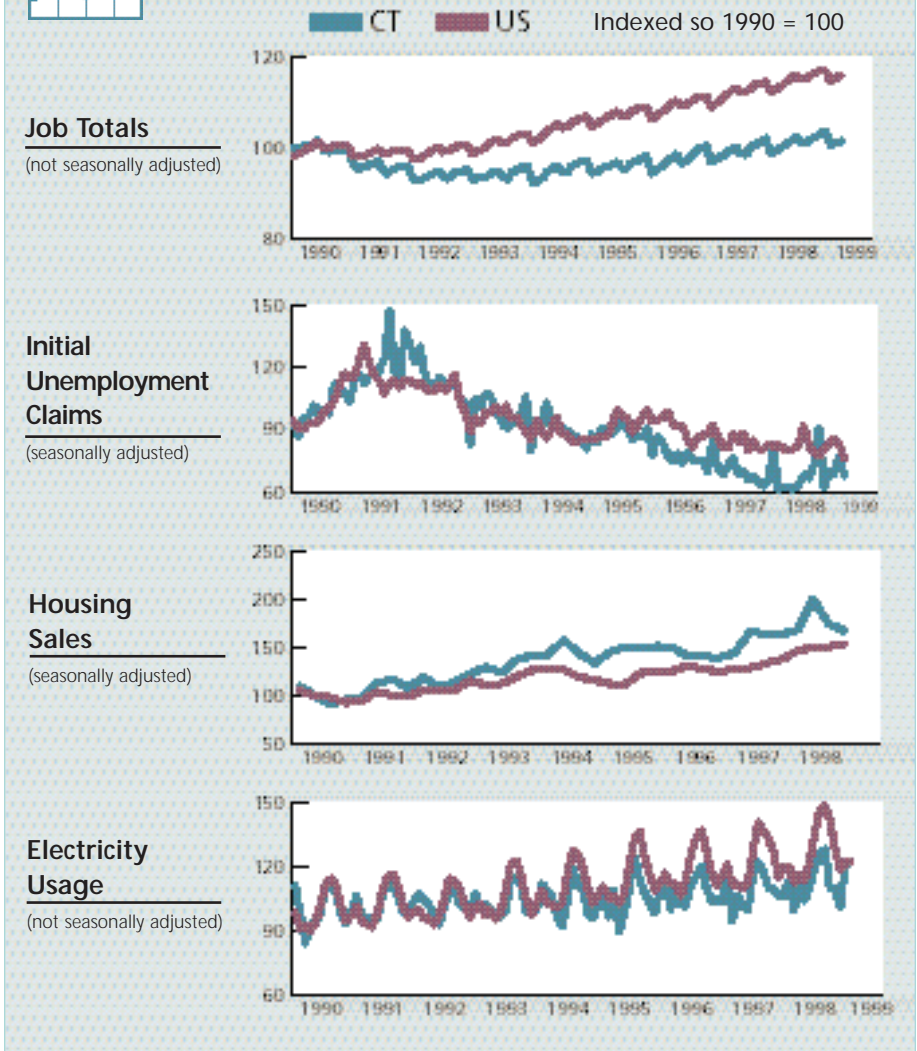 CT US Indexed so 1990 = 100
Job Totals
(not seasonally adjusted)
120
100
80
1990 1991 1992 1993 1994 1995 1996 1997 1998 1999
Initial
Unemployment
Claims
(seasonally adjusted)
150
120
90
60
1990 1991 1992 1993 1994 1995 1996 1997 1998 1999
Housing
Sales
(seasonally adjusted)
250
200
150
100
50
1990 1991 1992 1993 1994 1995 1996 1997 1998
Electricity
Usage
(not seasonally adjusted)
150
120
90
60
1990 1991 1992 1993 1994 1995 1996 1997 1998 1999